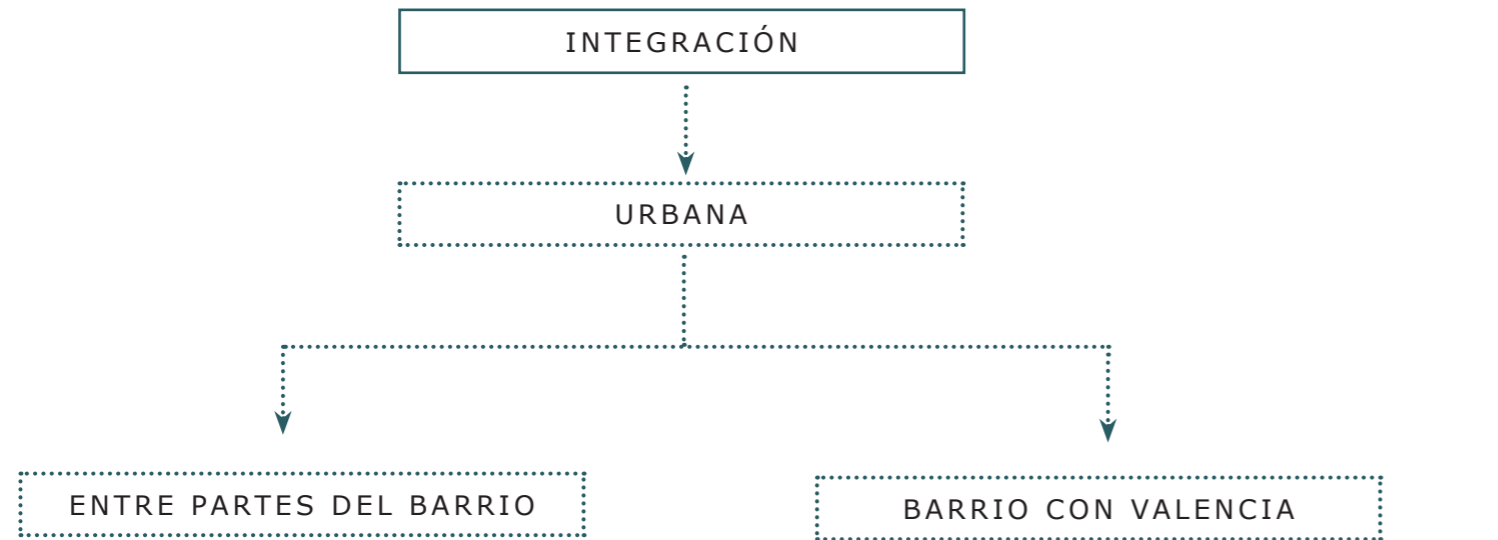 INTEGRACIÓN
URBANA
ENTRE PARTES DEL BARRIO
BARRIO CON VALENCIA